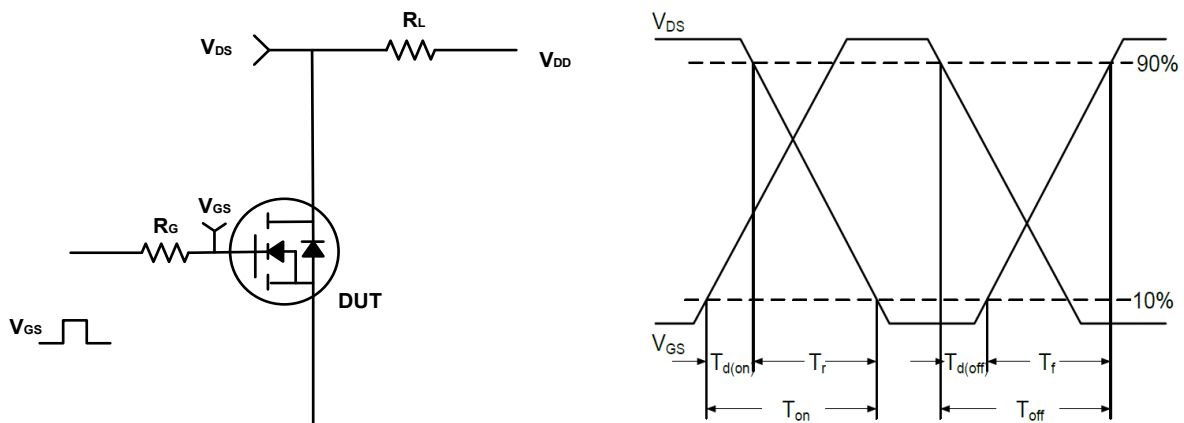 RL
VDS
VDD
VGS
RG
DUT
VGS
VDS
90%
10%
VGS
Td(on)
Tr
Td(off)
Tf
Ton
Toff